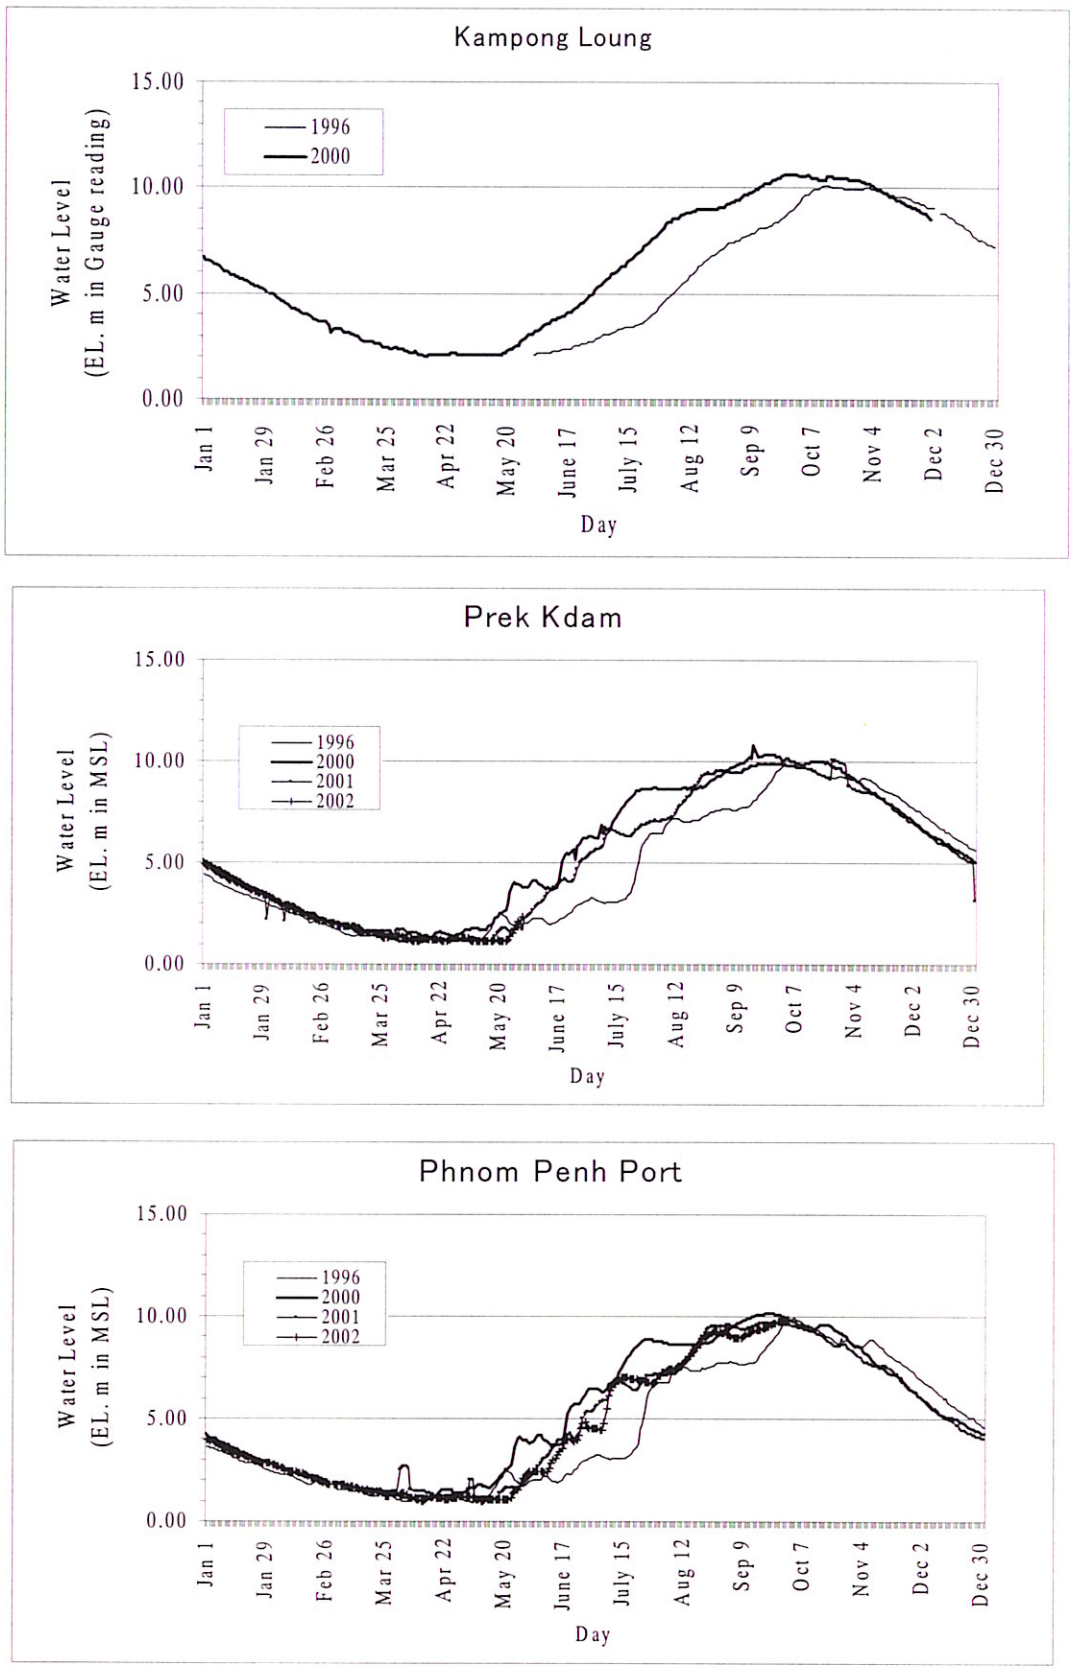 Kampong Loung
15.00
10.00
5.00
0.00
Water Level
(EL. m in Gauge reading)
1996
2000
Jan 1
Jan 29
Feb 26
Mar 25
Apr 22
May 20
June 17
July 15
Aug 12
Sep 9
Oct 7
Nov 4
Dec 2
Dec 30
Day
Prek Kdam
15.00
10.00
5.00
0.00
Water Level
(EL. m in MSL)
1996
2000
2001
2002
Jan 1
Jan 29
Feb 26
Mar 25
Apr 22
May 20
June 17
July 15
Aug 12
Sep 9
Oct 7
Nov 4
Dec 2
Dec 30
Day
Phnom Penh Port
15.00
10.00
5.00
0.00
Water Level
(EL. m in MSL)
1996
2000
2001
2002
Jan 1
Jan 29
Feb 26
Mar 25
Apr 22
May 20
June 17
July 15
Aug 12
Sep 9
Oct 7
Nov 4
Dec 2
Dec 30
Day